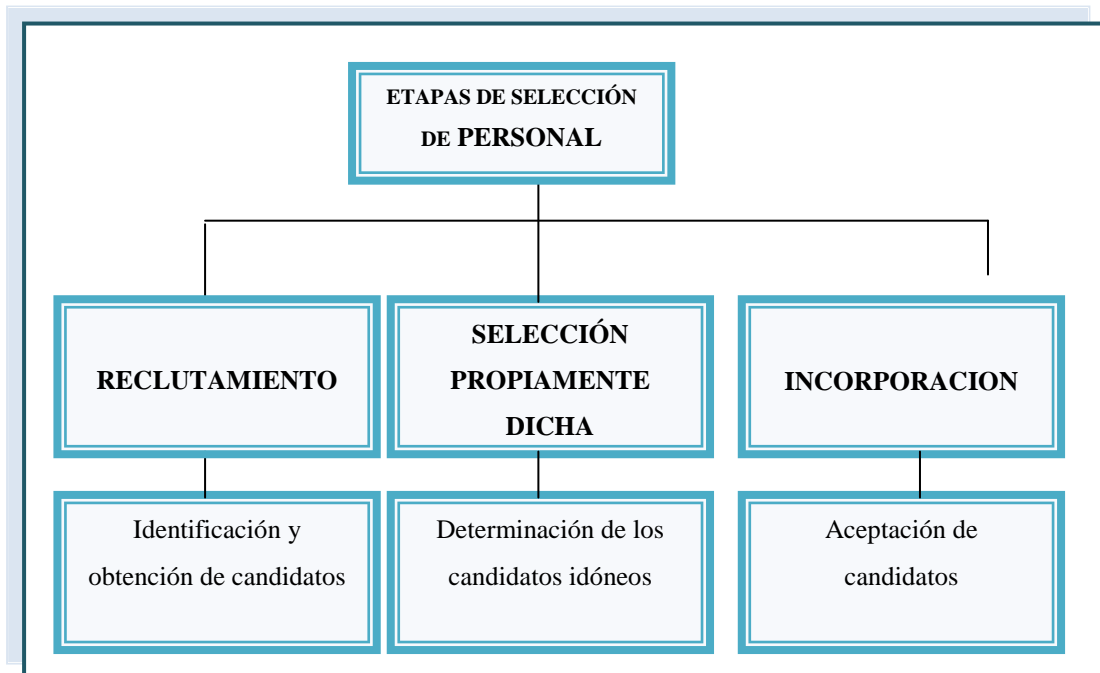 ETAPAS DE SELECCIÓN
DE PERSONAL
RECLUTAMIENTO
SELECCIÓN
PROPIAMENTE
DICHA
INCORPORACION
Identificación y
obtención de candidatos
Determinación de los
candidatos idóneos
Aceptación de
candidatos